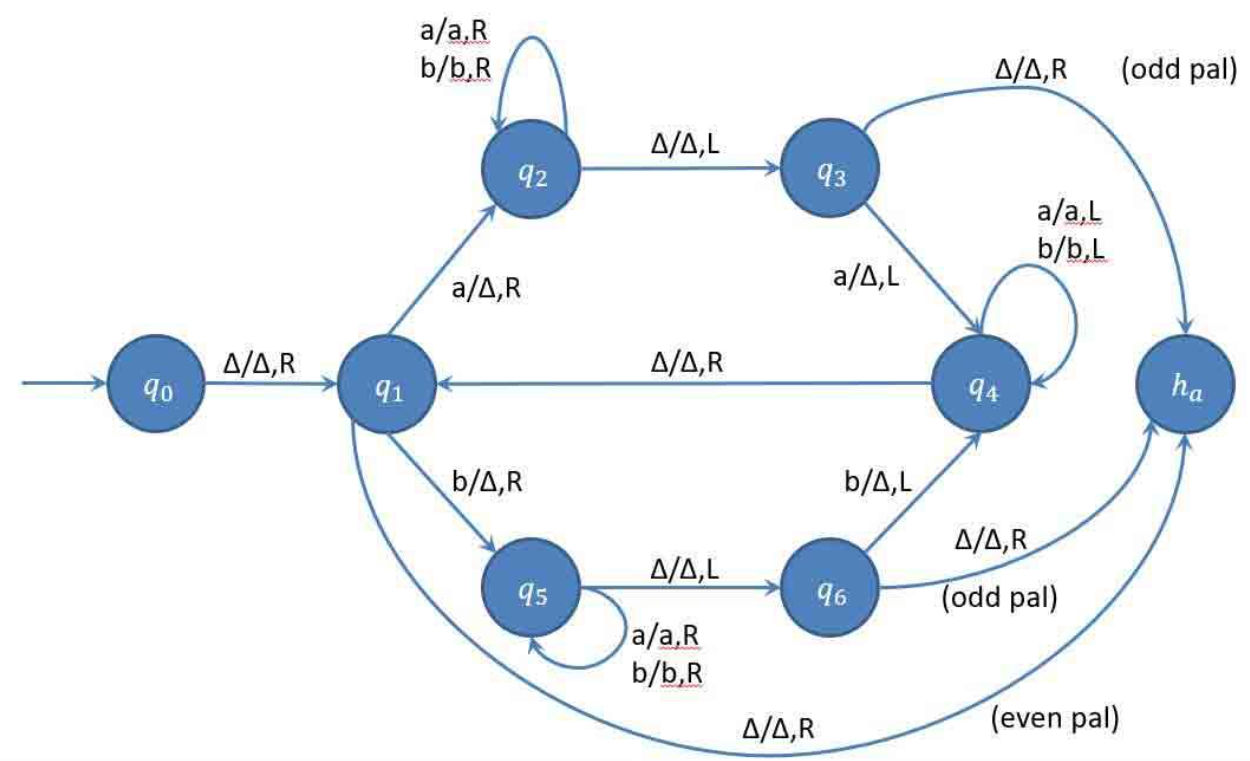 a/a,R
b/b,R
Δ/Δ,R (odd pal)
Δ/Δ,L
q₂
q₃
a/a,L
b/b,L
a/Δ,R
a/Δ,L
Δ/Δ,R
Δ/Δ,R
q₀
q₁
q₄
hₐ
b/Δ,R
b/Δ,L
Δ/Δ,R
Δ/Δ,L
q₅
q₆
(odd pal)
a/a,R
b/b,R
(even pal)
Δ/Δ,R